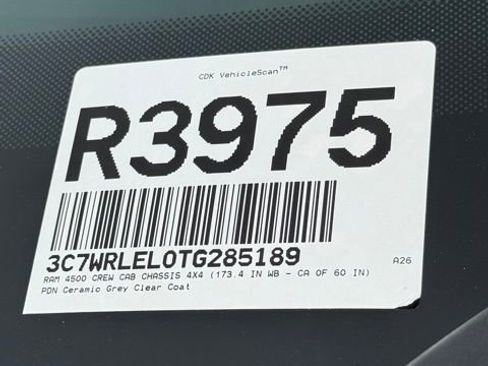 CDK VehicleScan™
R3975
3C7WRLEL0TG285189
RAM 4500 CREW CAB CHASSIS 4X4 (173.4 IN WB - CA OF 60 IN)
A26
PDN Ceramic Grey Clear Coat